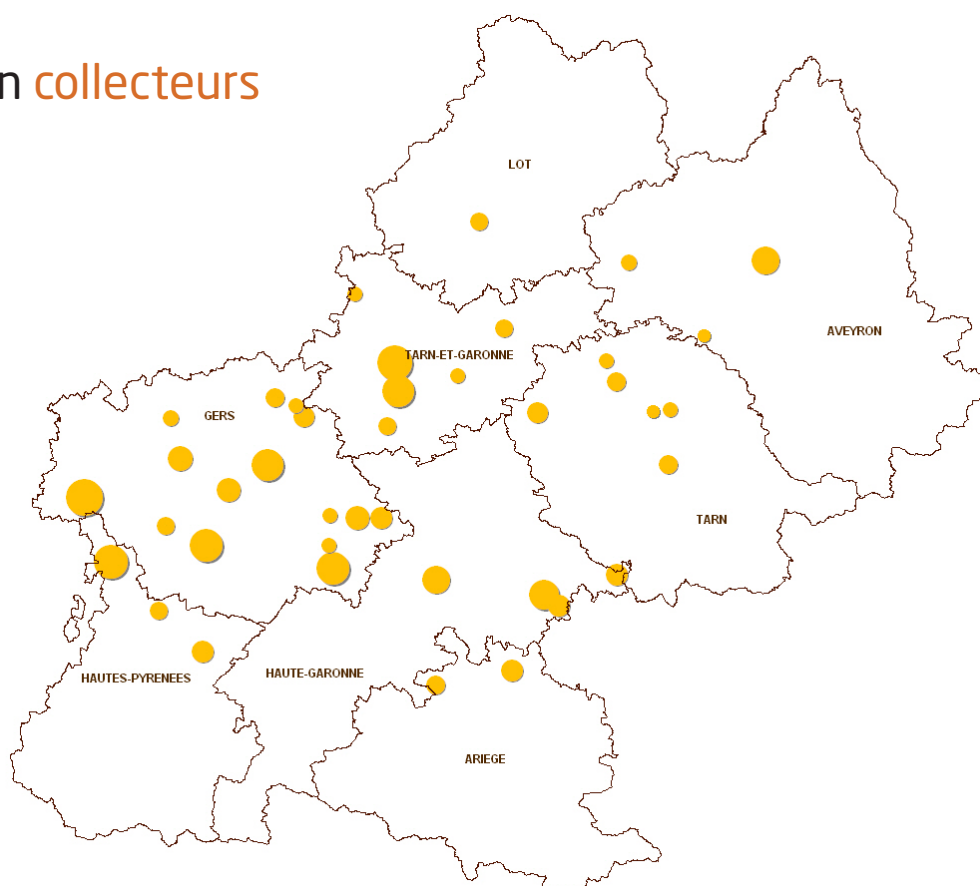 n collecteurs
LOT
AVEYRON
TARN-ET-GARONNE
GERS
TARN
HAUTES-PYRENEES
HAUTE-GARONNE
ARIEGE